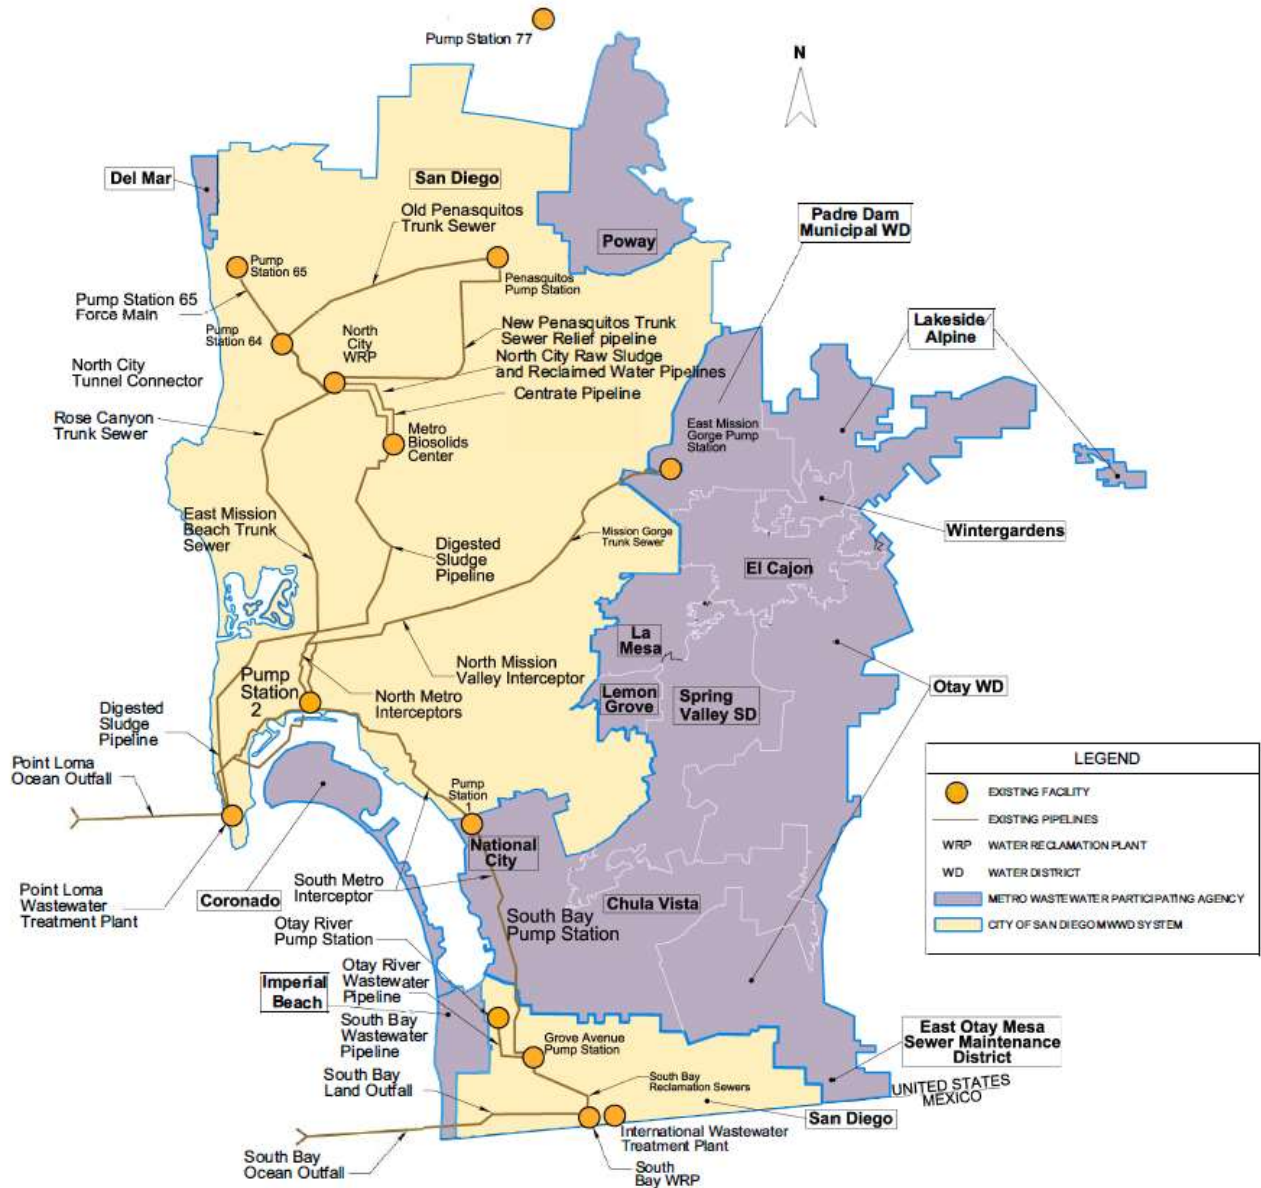 Pump Station 77
N
Del Mar
San Diego
Old Penasquitos
Trunk Sewer
Padre Dam
Municipal WD
Poway
Pump
Station 65
Penasquitos
Pump Station
Pump Station 65
Force Main
Pump
Station 64
North
City
WRP
New Penasquitos Trunk
Sewer Relief pipeline
North City Raw Sludge
and Reclaimed Water Pipelines
Lakeside
Alpine
North City
Tunnel Connector
Centrate Pipeline
Rose Canyon
Trunk Sewer
Metro
Biosolids
Center
East Mission
Gorge Pump
Station
East Mission
Beach Trunk
Sewer
Digested
Sludge
Pipeline
Mission Gorge
Trunk Sewer
Wintergardens
El Cajon
La
Mesa
North Mission
Valley Interceptor
Pump
Station
2
North Metro
Interceptors
Lemon
Grove
Spring
Valley SD
Otay WD
Digested
Sludge
Pipeline
Point Loma
Ocean Outfall
LEGEND
EXISTING FACILITY
EXISTING PIPELINES
WRP WATER RECLAMATION PLANT
WD WATER DISTRICT
METRO WASTEWATER PARTICIPATING AGENCY
CITY OF SAN DIEGO MWWD SYSTEM
Pump
Station
1
National
City
Point Loma
Wastewater
Treatment Plant
Coronado
South Metro
Interceptor
Chula Vista
South Bay
Pump Station
Otay River
Pump Station
Otay River
Wastewater
Pipeline
Imperial
Beach
South Bay
Wastewater
Pipeline
Grove Avenue
Pump Station
East Otay Mesa
Sewer Maintenance
District
South Bay
Land Outfall
South Bay
Reclamation Sewers
UNITED STATES
MEXICO
San Diego
International Wastewater
Treatment Plant
South Bay
Ocean Outfall
South
Bay WRP